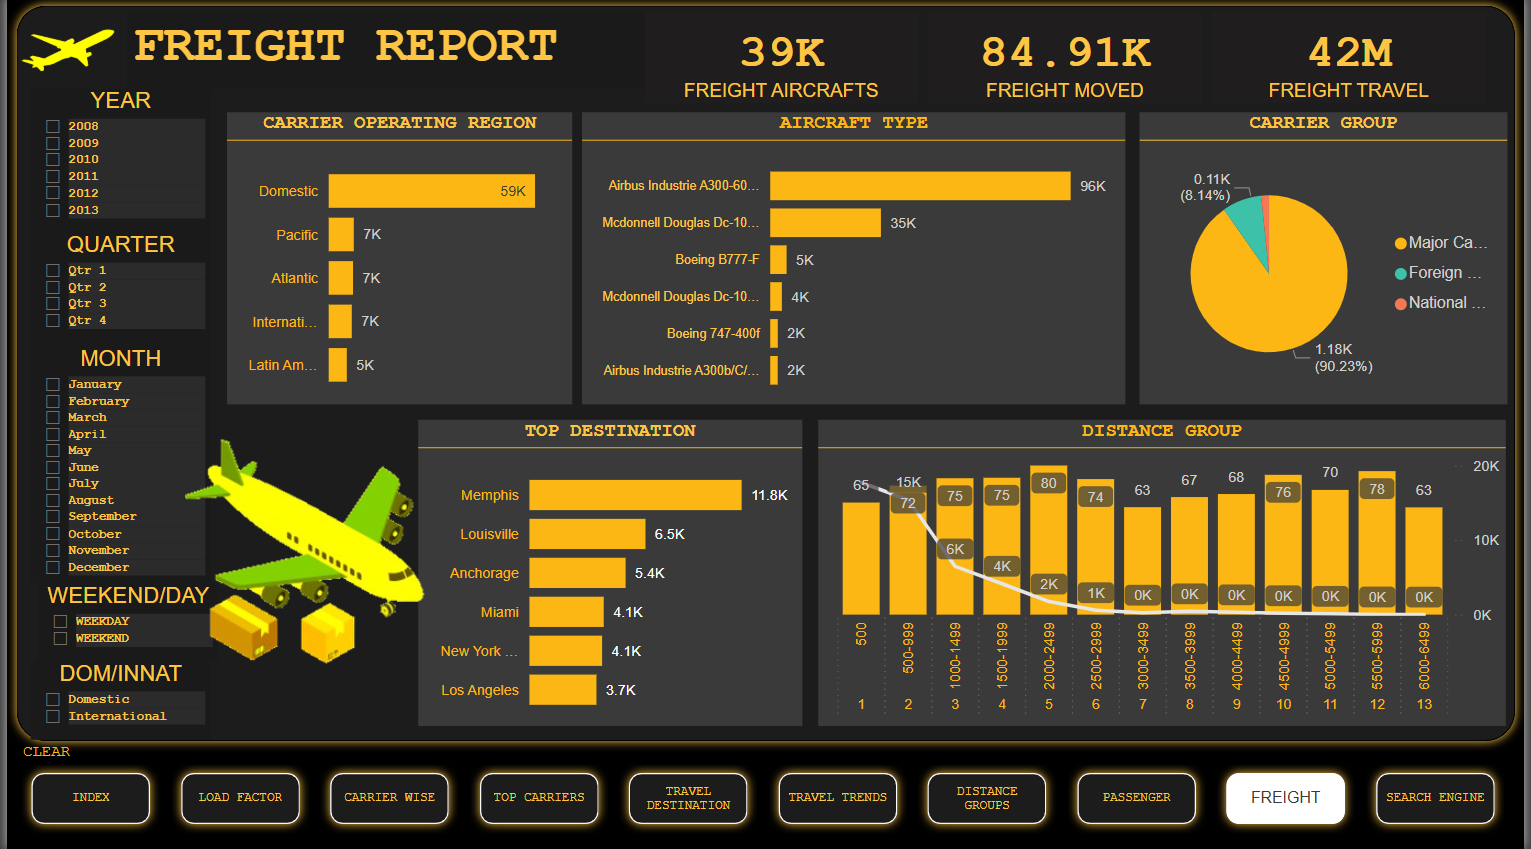 FREIGHT REPORT
39K
FREIGHT AIRCRAFTS
84.91K
FREIGHT MOVED
42M
FREIGHT TRAVEL
YEAR
2008
2009
2010
2011
2012
2013
QUARTER
Qtr 1
Qtr 2
Qtr 3
Qtr 4
MONTH
January
February
March
April
May
June
July
August
September
October
November
December
WEEKEND/DAY
WEEKDAY
WEEKEND
DOM/INNAT
Domestic
International
CARRIER OPERATING REGION
Domestic 59K
Pacific 7K
Atlantic 7K
Internati... 7K
Latin Am... 5K
AIRCRAFT TYPE
Airbus Industrie A300-60... 96K
Mcdonnell Douglas Dc-10... 35K
Boeing B777-F 5K
Mcdonnell Douglas Dc-10... 4K
Boeing 747-400f 2K
Airbus Industrie A300b/C/... 2K
CARRIER GROUP
0.11K
(8.14%)
1.18K
(90.23%)
Major Ca...
Foreign ...
National ...
TOP DESTINATION
Memphis 11.8K
Louisville 6.5K
Anchorage 5.4K
Miami 4.1K
New York ... 4.1K
Los Angeles 3.7K
DISTANCE GROUP
65 72 75 75 80 74 63 67 68 76 70 78 63
15K 6K 4K 2K 1K 0K 0K 0K 0K 0K 0K 0K
20K
10K
0K
500 500-999 1000-1499 1500-1999 2000-2499 2500-2999 3000-3499 3500-3999 4000-4499 4500-4999 5000-5499 5500-5999 6000-6499
1 2 3 4 5 6 7 8 9 10 11 12 13
CLEAR
INDEX
LOAD FACTOR
CARRIER WISE
TOP CARRIERS
TRAVEL
DESTINATION
TRAVEL TRENDS
DISTANCE
GROUPS
PASSENGER
FREIGHT
SEARCH ENGINE